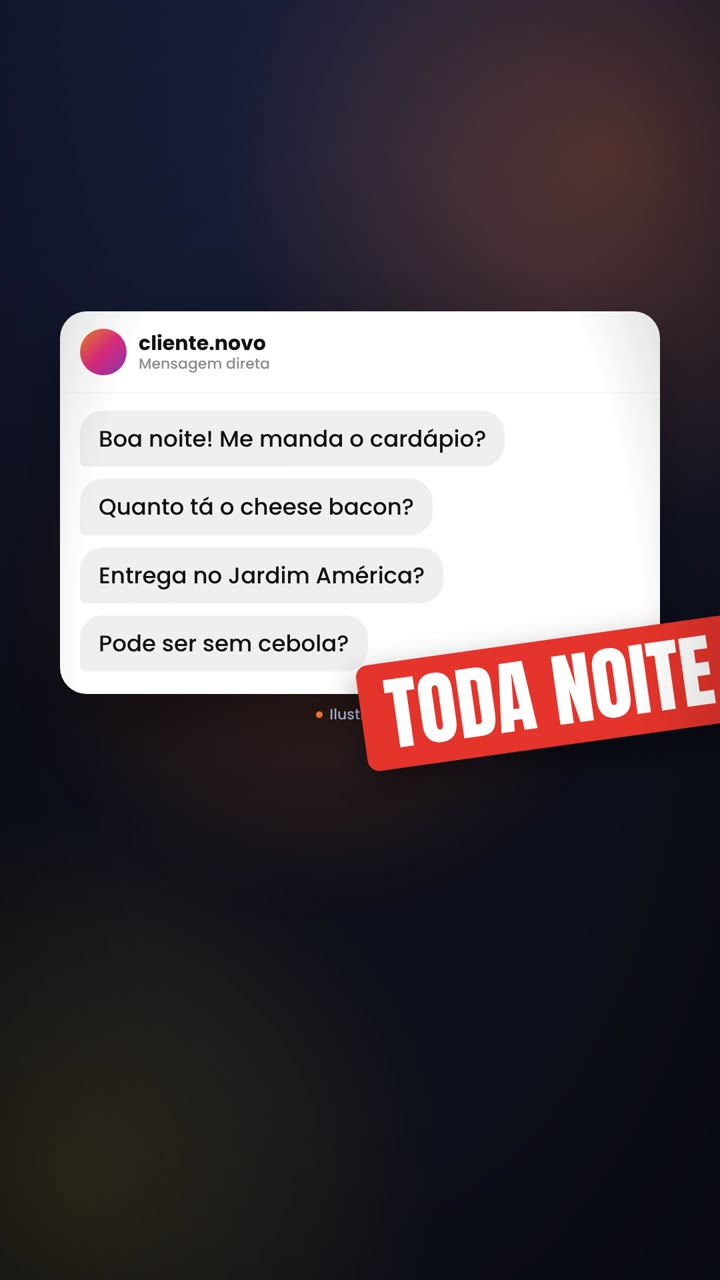 cliente.novo
Mensagem direta
Boa noite! Me manda o cardápio?
Quanto tá o cheese bacon?
Entrega no Jardim América?
Pode ser sem cebola?
TODA NOITE